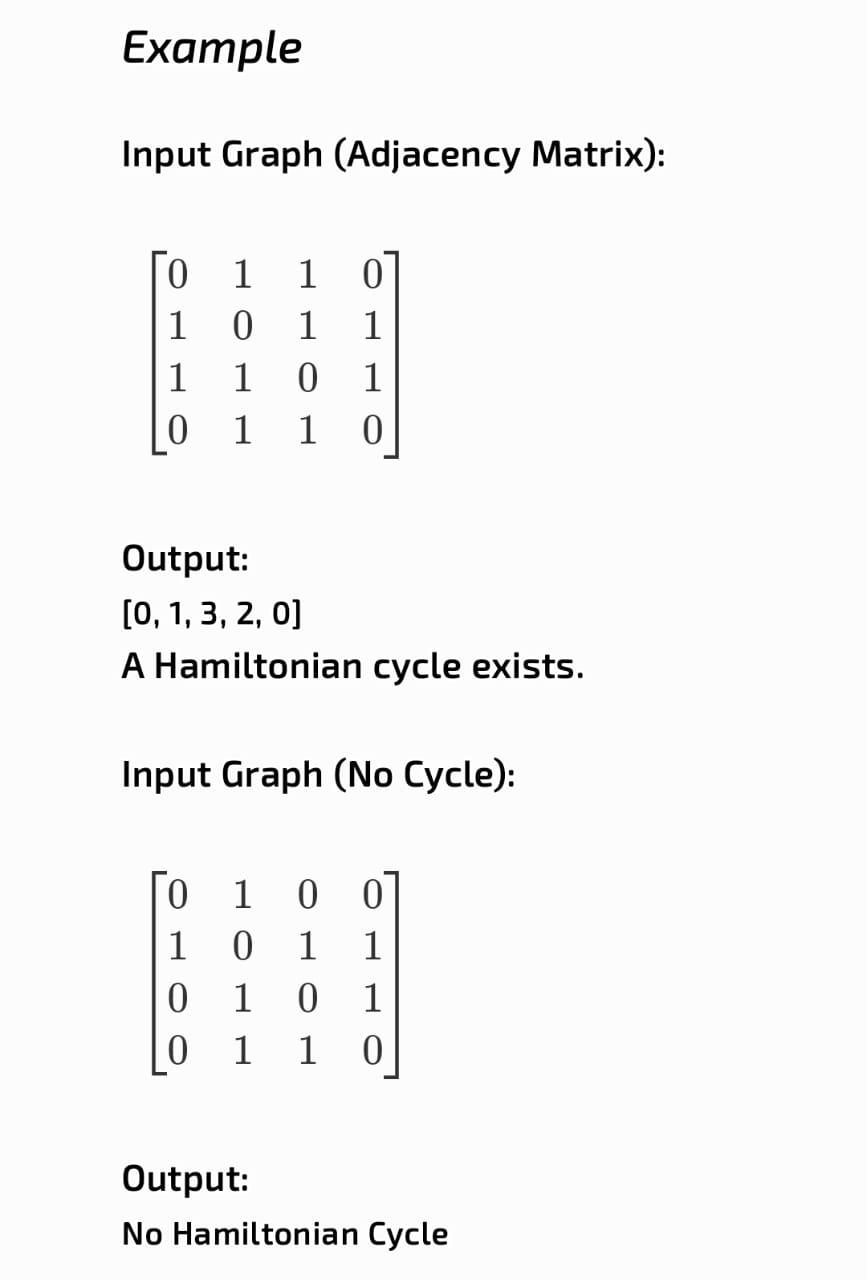 Example
Input Graph (Adjacency Matrix):
0 1 1 0
1 0 1 1
1 1 0 1
0 1 1 0
Output:
[0, 1, 3, 2, 0]
A Hamiltonian cycle exists.
Input Graph (No Cycle):
0 1 0 0
1 0 1 1
0 1 0 1
0 1 1 0
Output:
No Hamiltonian Cycle